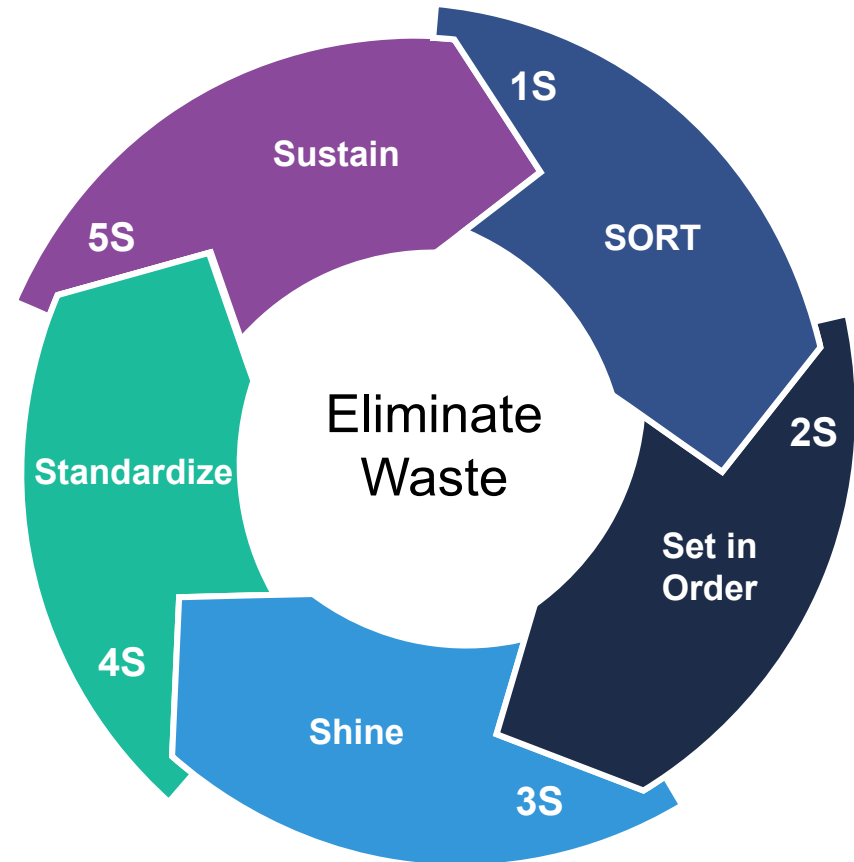 1S
SORT
2S
Set in
Order
3S
Shine
4S
Standardize
5S
Sustain
Eliminate
Waste